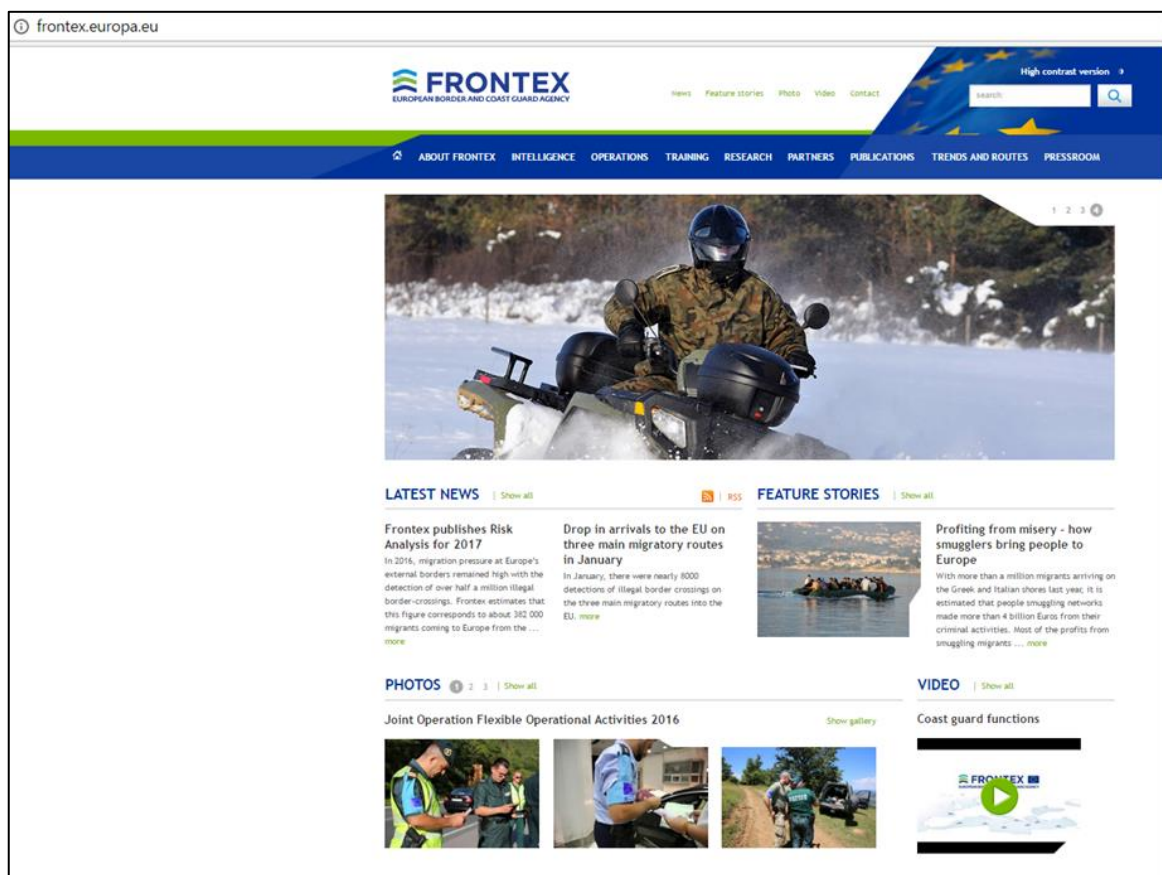 frontex.europa.eu
FRONTEX
EUROPEAN BORDER AND COAST GUARD AGENCY
News Feature stories Photo Video Contact
High contrast version
search
ABOUT FRONTEX INTELLIGENCE OPERATIONS TRAINING RESEARCH PARTNERS PUBLICATIONS TRENDS AND ROUTES PRESSROOM
1 2 3 4
LATEST NEWS | Show all
RSS
Frontex publishes Risk
Analysis for 2017
In 2016, migration pressure at Europe's
external borders remained high with the
detection of over half a million illegal
border-crossings. Frontex estimates that
this figure corresponds to about 382 000
migrants coming to Europe from the ...
more
Drop in arrivals to the EU on
three main migratory routes
in January
In January, there were nearly 8000
detections of illegal border crossings on
the three main migratory routes into the
EU. more
FEATURE STORIES | Show all
Profiting from misery - how
smugglers bring people to
Europe
With more than a million migrants arriving on
the Greek and Italian shores last year, it is
estimated that people smuggling networks
made more than 4 billion Euros from their
criminal activities. Most of the profits from
smuggling migrants ... more
PHOTOS 1 2 3 | Show all
Joint Operation Flexible Operational Activities 2016
Show gallery
VIDEO | Show all
Coast guard functions
FRONTEX